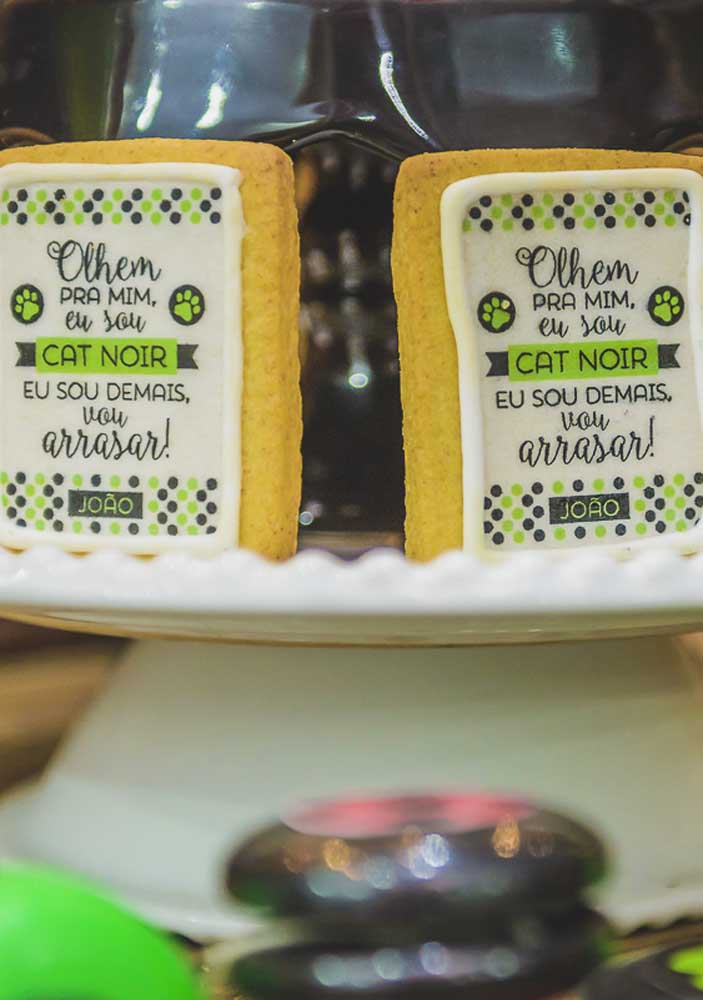 Olhem
PRA MIM,
eu sou
CAT NOIR
EU SOU DEMAIS,
vou
arrasar!
JOÃO
Olhem
PRA MIM,
eu sou
CAT NOIR
EU SOU DEMAIS,
vou
arrasar!
JOÃO